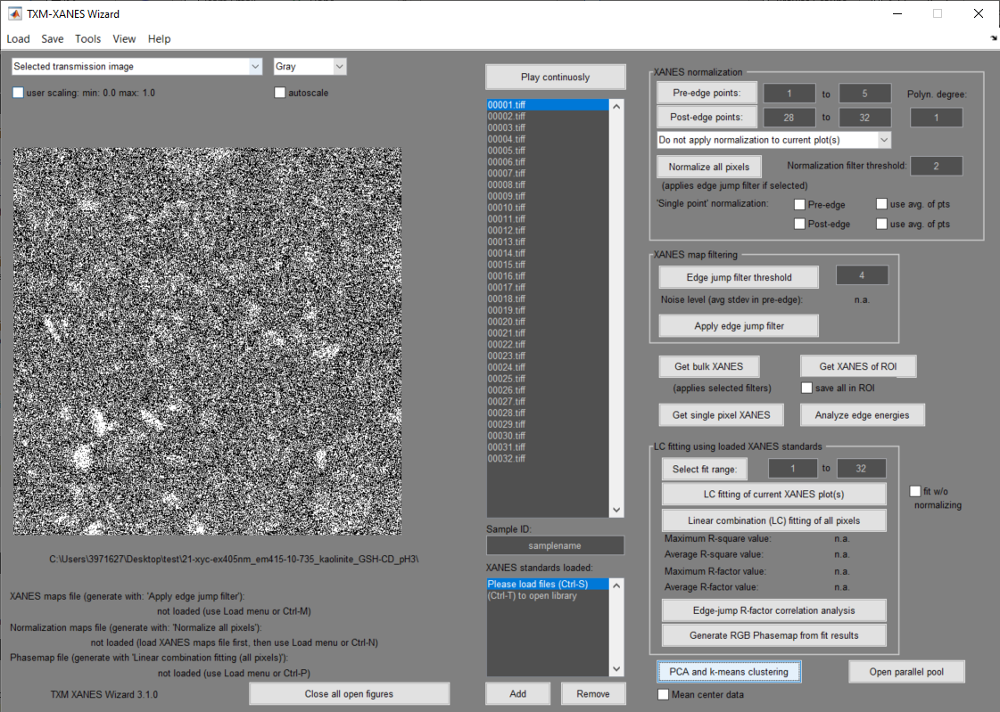 TXM-XANES Wizard
Load Save Tools View Help
Selected transmission image Gray
user scaling: min: 0.0 max: 1.0 autoscale
C:\Users\3971627\Desktop\test\21-xyc-ex405nm_em415-10-735_kaolinite_GSH-CD_pH3\
XANES maps file (generate with: 'Apply edge jump filter'):
not loaded (use Load menu or Ctrl-M)
Normalization maps file (generate with: 'Normalize all pixels'):
not loaded (load XANES maps file first, then use Load menu or Ctrl-N)
Phasemap file (generate with 'Linear combination fitting (all pixels)'):
not loaded (use Load menu or Ctrl-P)
TXM XANES Wizard 3.1.0 Close all open figures
Play continuosly
00001.tiff
00002.tiff
00003.tiff
00004.tiff
00005.tiff
00006.tiff
00007.tiff
00008.tiff
00009.tiff
00010.tiff
00011.tiff
00012.tiff
00013.tiff
00014.tiff
00015.tiff
00016.tiff
00017.tiff
00018.tiff
00019.tiff
00020.tiff
00021.tiff
00022.tiff
00023.tiff
00024.tiff
00025.tiff
00026.tiff
00027.tiff
00028.tiff
00029.tiff
00030.tiff
00031.tiff
00032.tiff
Sample ID:
samplename
XANES standards loaded:
Please load files (Ctrl-S)
(Ctrl-T) to open library
Add Remove
XANES normalization
Pre-edge points: 1 to 5 Polyn. degree:
Post-edge points: 28 to 32 1
Do not apply normalization to current plot(s)
Normalize all pixels Normalization filter threshold: 2
(applies edge jump filter if selected)
'Single point' normalization: Pre-edge use avg. of pts
Post-edge use avg. of pts
XANES map filtering
Edge jump filter threshold 4
Noise level (avg stdev in pre-edge): n.a.
Apply edge jump filter
Get bulk XANES Get XANES of ROI
(applies selected filters) save all in ROI
Get single pixel XANES Analyze edge energies
LC fitting using loaded XANES standards
Select fit range: 1 to 32
LC fitting of current XANES plot(s) fit w/o
normalizing
Linear combination (LC) fitting of all pixels
Maximum R-square value: n.a.
Average R-square value: n.a.
Maximum R-factor value: n.a.
Average R-factor value: n.a.
Edge-jump R-factor correlation analysis
Generate RGB Phasemap from fit results
PCA and k-means clustering Open parallel pool
Mean center data